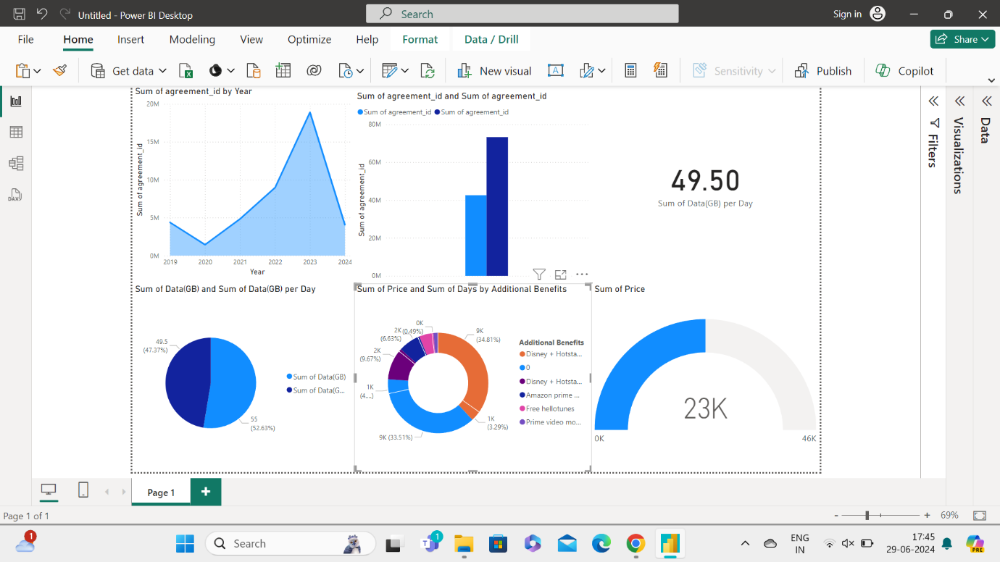 Untitled - Power BI Desktop
Search
Sign in
File Home Insert Modeling View Optimize Help Format Data / Drill
Share
Get data
New visual
Sensitivity
Publish
Copilot
Sum of agreement_id by Year
20M
15M
10M
5M
0M
Sum of agreement_id
2019 2020 2021 2022 2023 2024
Year
Sum of agreement_id and Sum of agreement_id
Sum of agreement_id Sum of agreement_id
80M
60M
40M
20M
0M
Sum of agreement_id
49.50
Sum of Data(GB) per Day
Filters
Visualizations
Data
DAX
Sum of Data(GB) and Sum of Data(GB) per Day
49.5
(47.37%)
55
(52.63%)
Sum of Data(GB)
Sum of Data(G...
Sum of Price and Sum of Days by Additional Benefits
0K
(0.49%)
2K
(6.63%)
2K
(9.67%)
1K
(4....)
9K (33.51%)
9K
(34.81%)
1K
(3.29%)
Additional Benefits
Disney + Hotsta...
0
Disney + Hotsta...
Amazon prime ...
Free hellotunes
Prime video mo...
Sum of Price
23K
0K
46K
Page 1
+
Page 1 of 1
- + 69%
1
Search
1
ENG
IN
17:45
29-06-2024
PRE